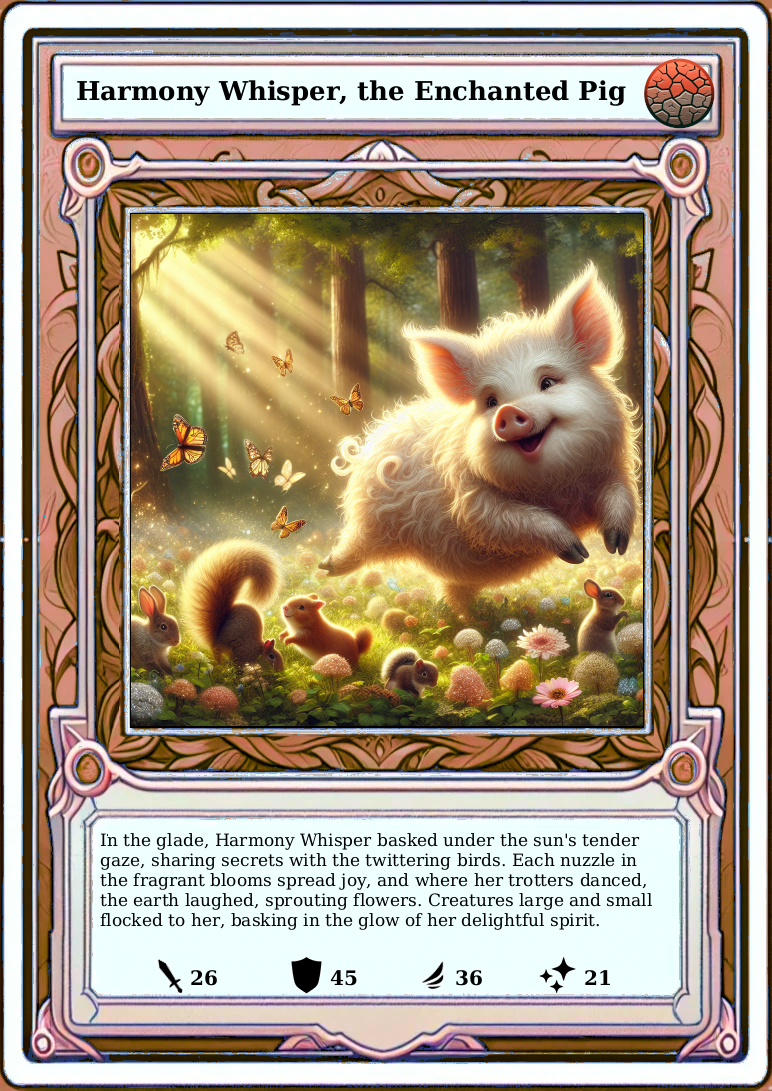 Harmony Whisper, the Enchanted Pig
In the glade, Harmony Whisper basked under the sun's tender
gaze, sharing secrets with the twittering birds. Each nuzzle in
the fragrant blooms spread joy, and where her trotters danced,
the earth laughed, sprouting flowers. Creatures large and small
flocked to her, basking in the glow of her delightful spirit.
26 45 36 21